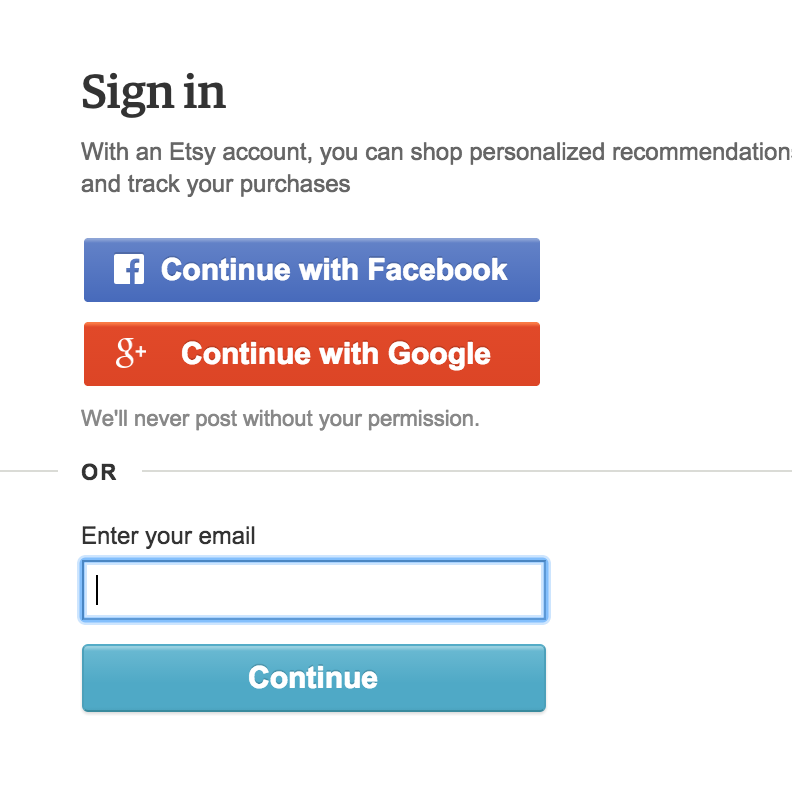 Sign in
With an Etsy account, you can shop personalized recommendations
and track your purchases
Continue with Facebook
g+ Continue with Google
We'll never post without your permission.
OR
Enter your email
Continue